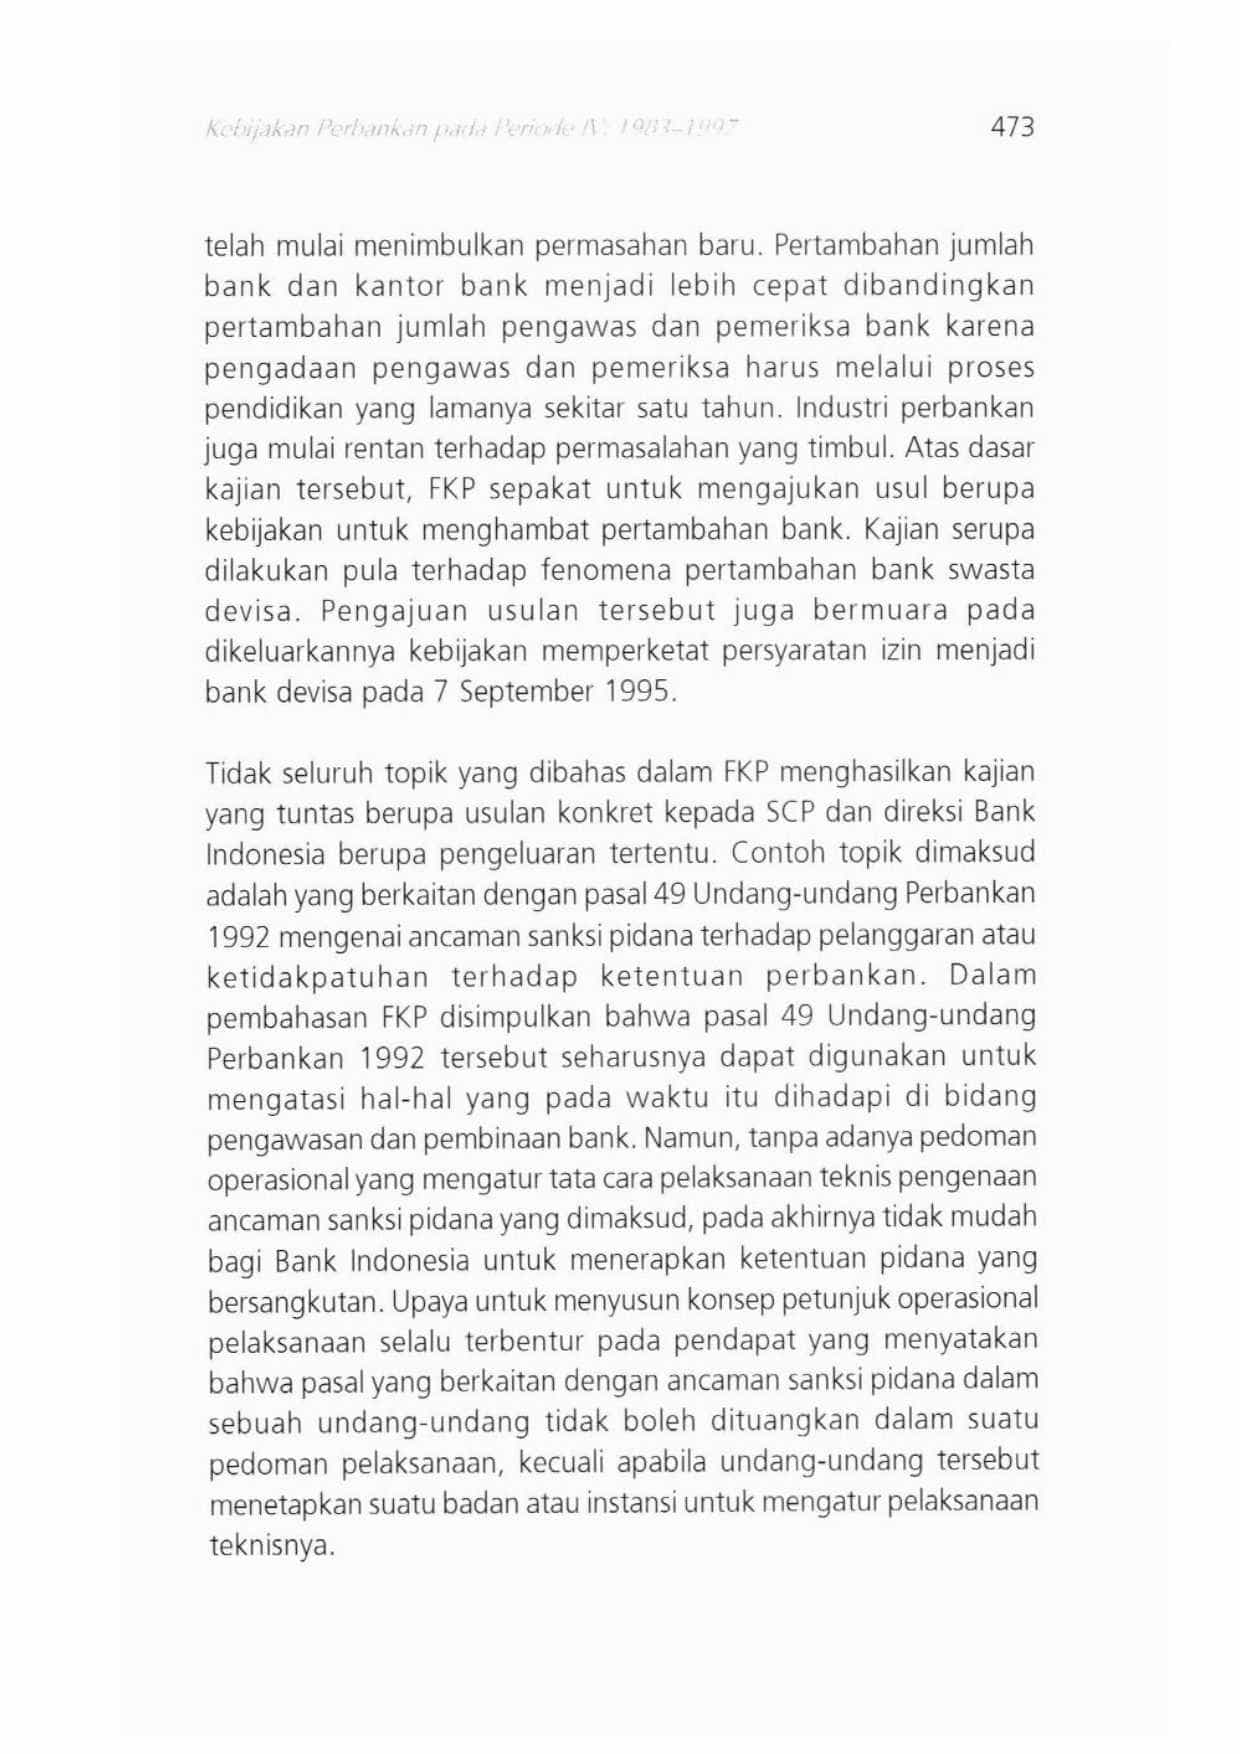 Kebijakan Perbankan pada Periode IV: 1983–1997 473
telah mulai menimbulkan permasahan baru. Pertambahan jumlah
bank dan kantor bank menjadi lebih cepat dibandingkan
pertambahan jumlah pengawas dan pemeriksa bank karena
pengadaan pengawas dan pemeriksa harus melalui proses
pendidikan yang lamanya sekitar satu tahun. Industri perbankan
juga mulai rentan terhadap permasalahan yang timbul. Atas dasar
kajian tersebut, FKP sepakat untuk mengajukan usul berupa
kebijakan untuk menghambat pertambahan bank. Kajian serupa
dilakukan pula terhadap fenomena pertambahan bank swasta
devisa. Pengajuan usulan tersebut juga bermuara pada
dikeluarkannya kebijakan memperketat persyaratan izin menjadi
bank devisa pada 7 September 1995.
Tidak seluruh topik yang dibahas dalam FKP menghasilkan kajian
yang tuntas berupa usulan konkret kepada SCP dan direksi Bank
Indonesia berupa pengeluaran tertentu. Contoh topik dimaksud
adalah yang berkaitan dengan pasal 49 Undang-undang Perbankan
1992 mengenai ancaman sanksi pidana terhadap pelanggaran atau
ketidakpatuhan terhadap ketentuan perbankan. Dalam
pembahasan FKP disimpulkan bahwa pasal 49 Undang-undang
Perbankan 1992 tersebut seharusnya dapat digunakan untuk
mengatasi hal-hal yang pada waktu itu dihadapi di bidang
pengawasan dan pembinaan bank. Namun, tanpa adanya pedoman
operasional yang mengatur tata cara pelaksanaan teknis pengenaan
ancaman sanksi pidana yang dimaksud, pada akhirnya tidak mudah
bagi Bank Indonesia untuk menerapkan ketentuan pidana yang
bersangkutan. Upaya untuk menyusun konsep petunjuk operasional
pelaksanaan selalu terbentur pada pendapat yang menyatakan
bahwa pasal yang berkaitan dengan ancaman sanksi pidana dalam
sebuah undang-undang tidak boleh dituangkan dalam suatu
pedoman pelaksanaan, kecuali apabila undang-undang tersebut
menetapkan suatu badan atau instansi untuk mengatur pelaksanaan
teknisnya.